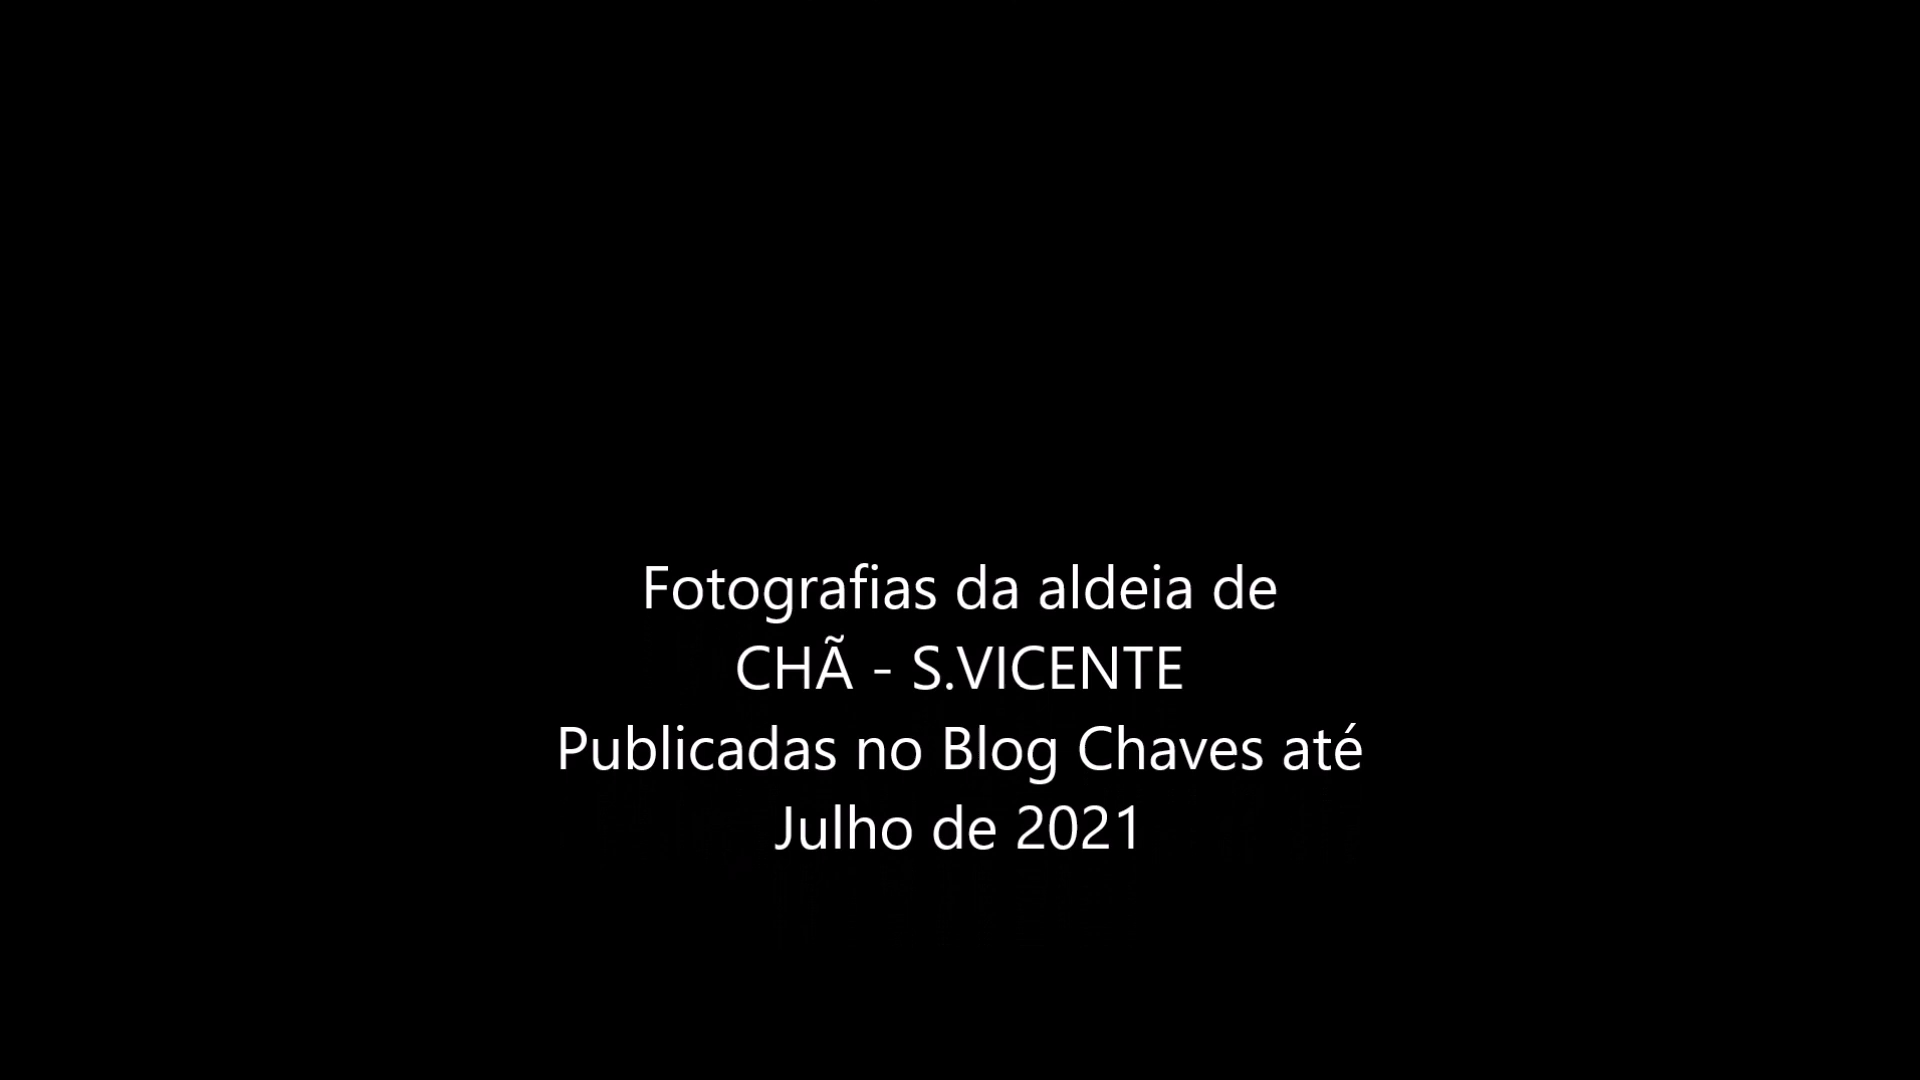 Fotografias da aldeia de
CHÃ - S.VICENTE
Publicadas no Blog Chaves até
Julho de 2021